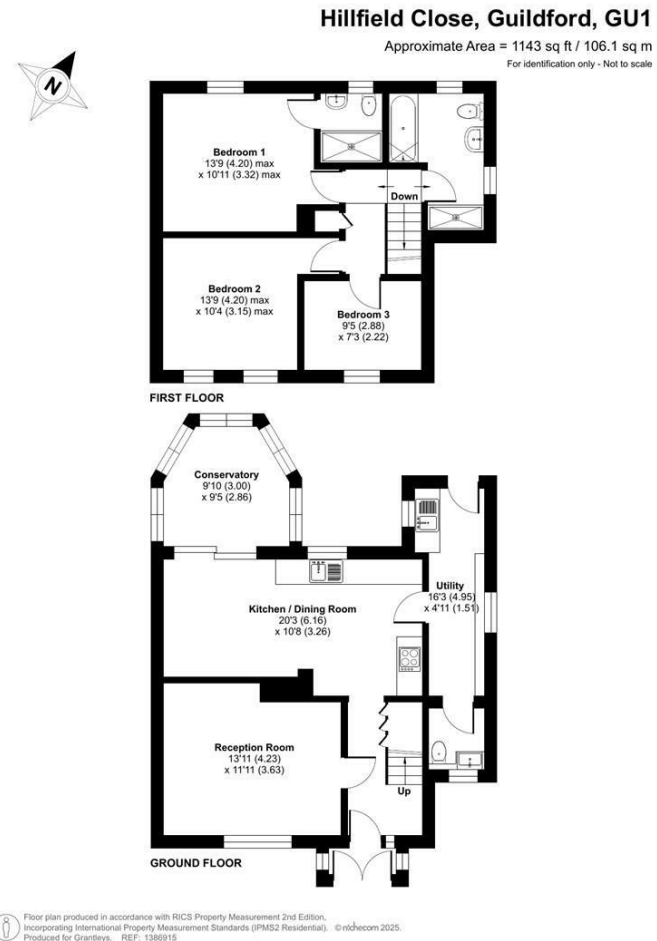 Hillfield Close, Guildford, GU1
Approximate Area = 1143 sq ft / 106.1 sq m
For identification only - Not to scale
N
Bedroom 1
13'9 (4.20) max
x 10'11 (3.32) max
Down
Bedroom 2
13'9 (4.20) max
x 10'4 (3.15) max
Bedroom 3
9'5 (2.88)
x 7'3 (2.22)
FIRST FLOOR
Conservatory
9'10 (3.00)
x 9'5 (2.86)
Utility
16'3 (4.95)
x 4'11 (1.51)
Kitchen / Dining Room
20'3 (6.16)
x 10'8 (3.26)
Reception Room
13'11 (4.23)
x 11'11 (3.63)
Up
GROUND FLOOR
Floor plan produced in accordance with RICS Property Measurement 2nd Edition,
Incorporating International Property Measurement Standards (IPMS2 Residential). © nichecom 2025.
Produced for Grantleys. REF: 1386915